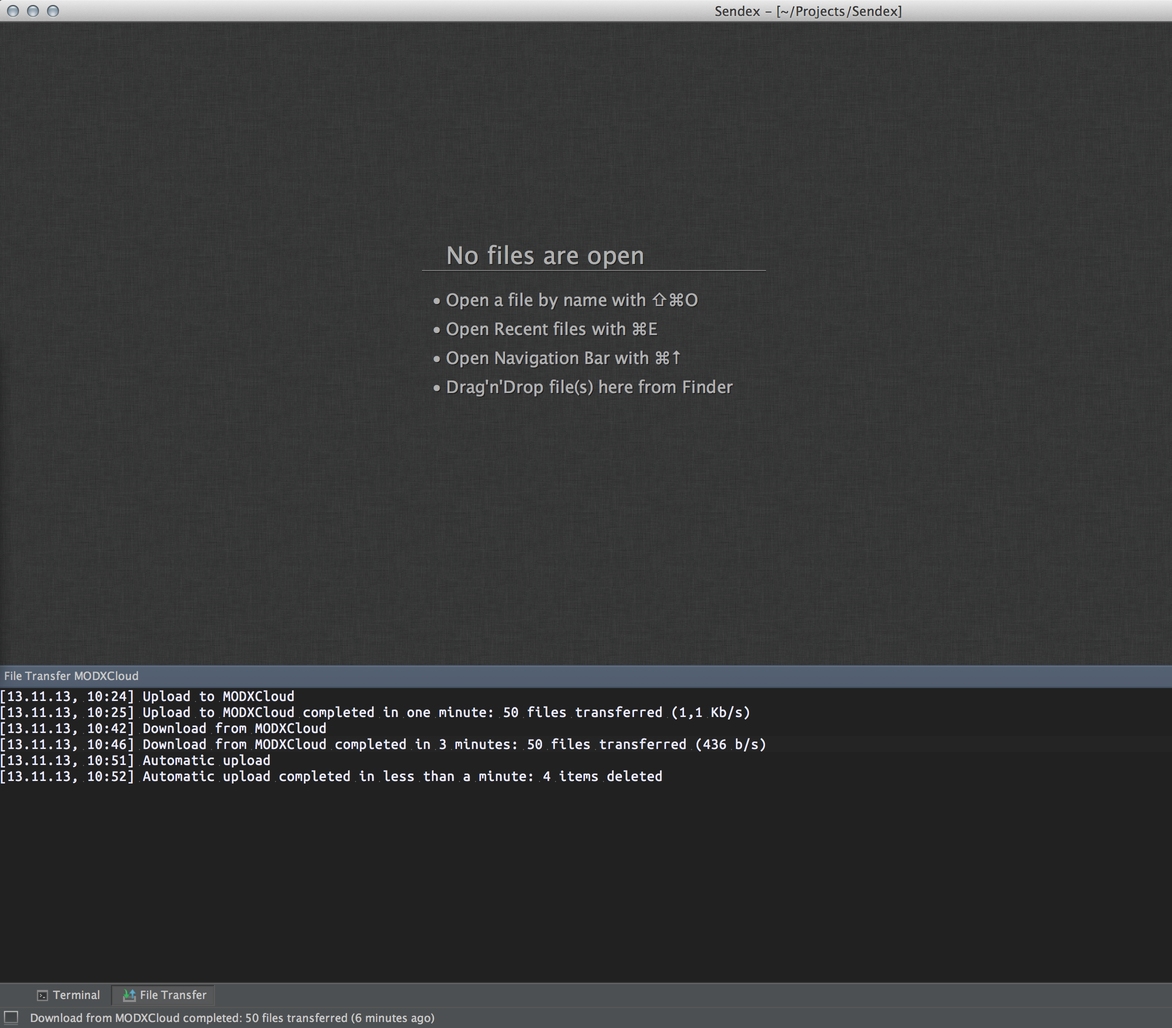 Sendex – [~/Projects/Sendex]
No files are open
• Open a file by name with ⇧⌘O
• Open Recent files with ⌘E
• Open Navigation Bar with ⌘↑
• Drag'n'Drop file(s) here from Finder
File Transfer MODXCloud
[13.11.13, 10:24] Upload to MODXCloud
[13.11.13, 10:25] Upload to MODXCloud completed in one minute: 50 files transferred (1,1 Kb/s)
[13.11.13, 10:42] Download from MODXCloud
[13.11.13, 10:46] Download from MODXCloud completed in 3 minutes: 50 files transferred (436 b/s)
[13.11.13, 10:51] Automatic upload
[13.11.13, 10:52] Automatic upload completed in less than a minute: 4 items deleted
Terminal File Transfer
Download from MODXCloud completed: 50 files transferred (6 minutes ago)